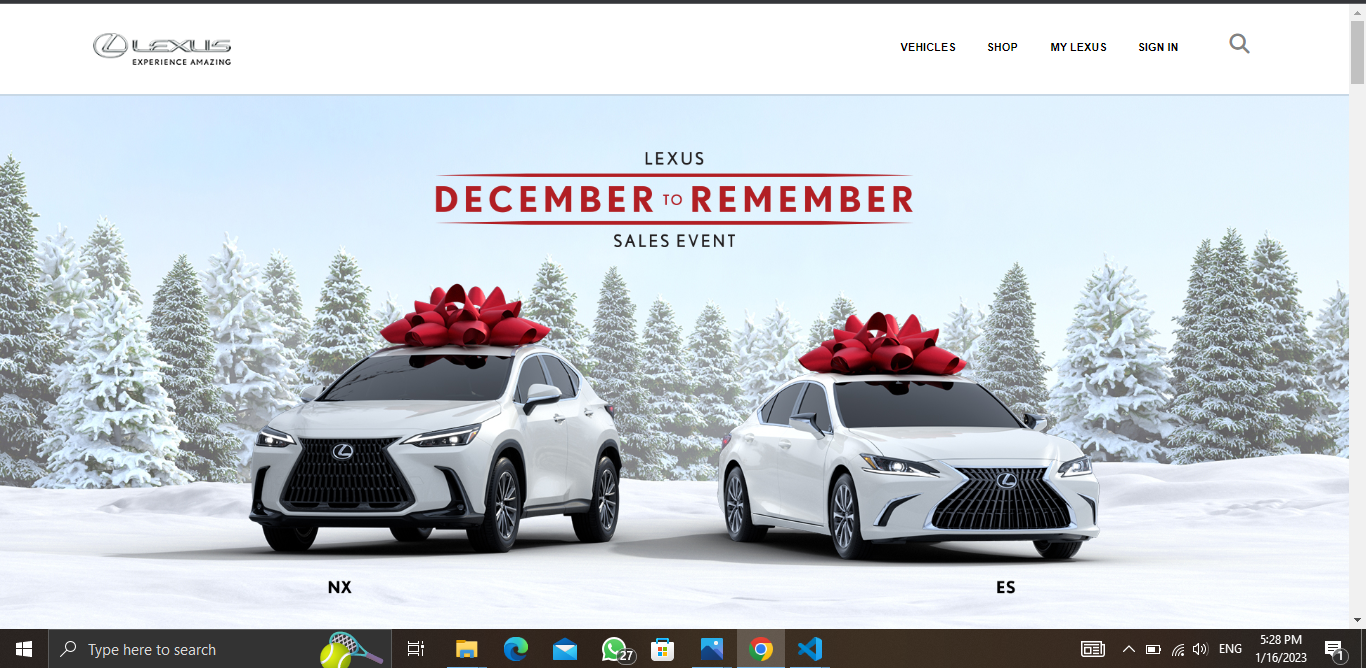 LEXUS
EXPERIENCE AMAZING
VEHICLES SHOP MY LEXUS SIGN IN
LEXUS
DECEMBER TO REMEMBER
SALES EVENT
NX ES
Type here to search
27
ENG
5:28 PM
1/16/2023
1